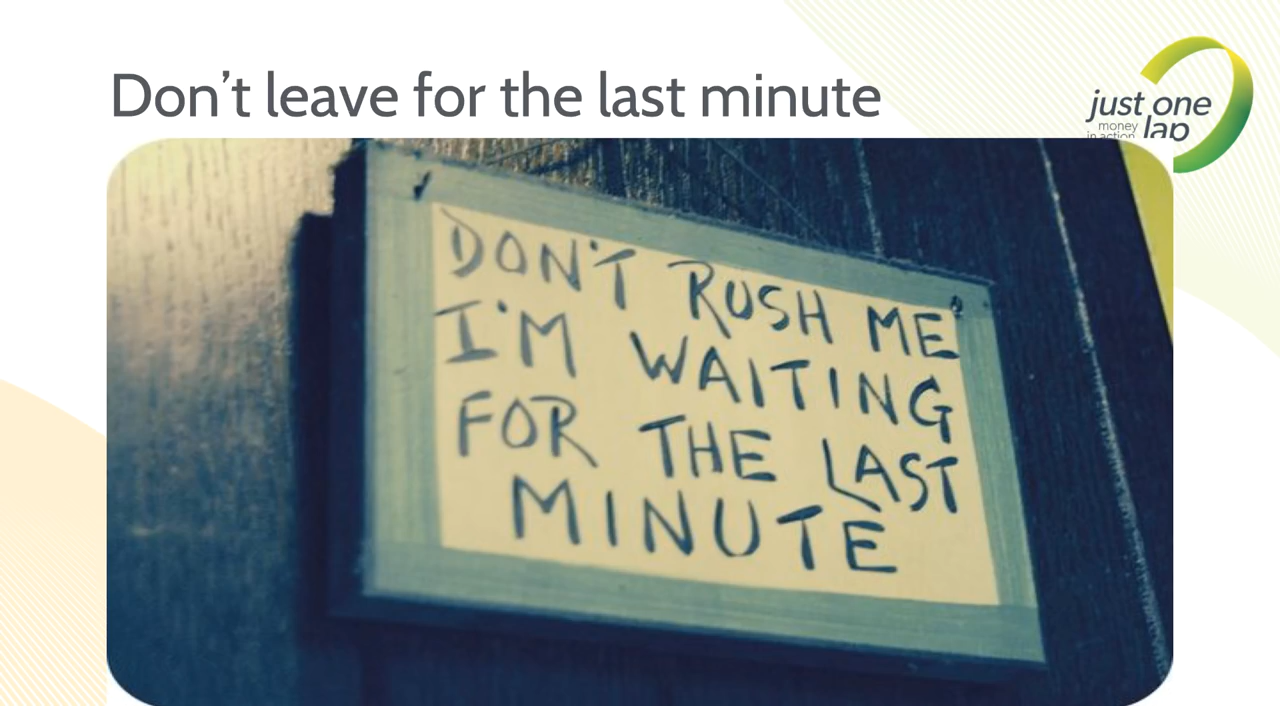 Don't leave for the last minute
just one
money lap
in action
DON'T RUSH ME
I'M WAITING
FOR THE LAST
MINUTE